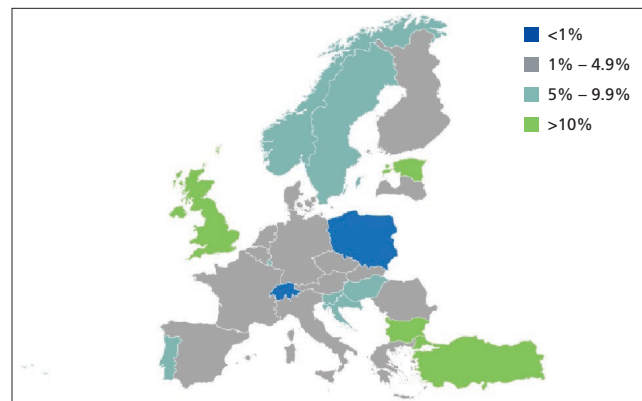 <1%
1% – 4.9%
5% – 9.9%
>10%